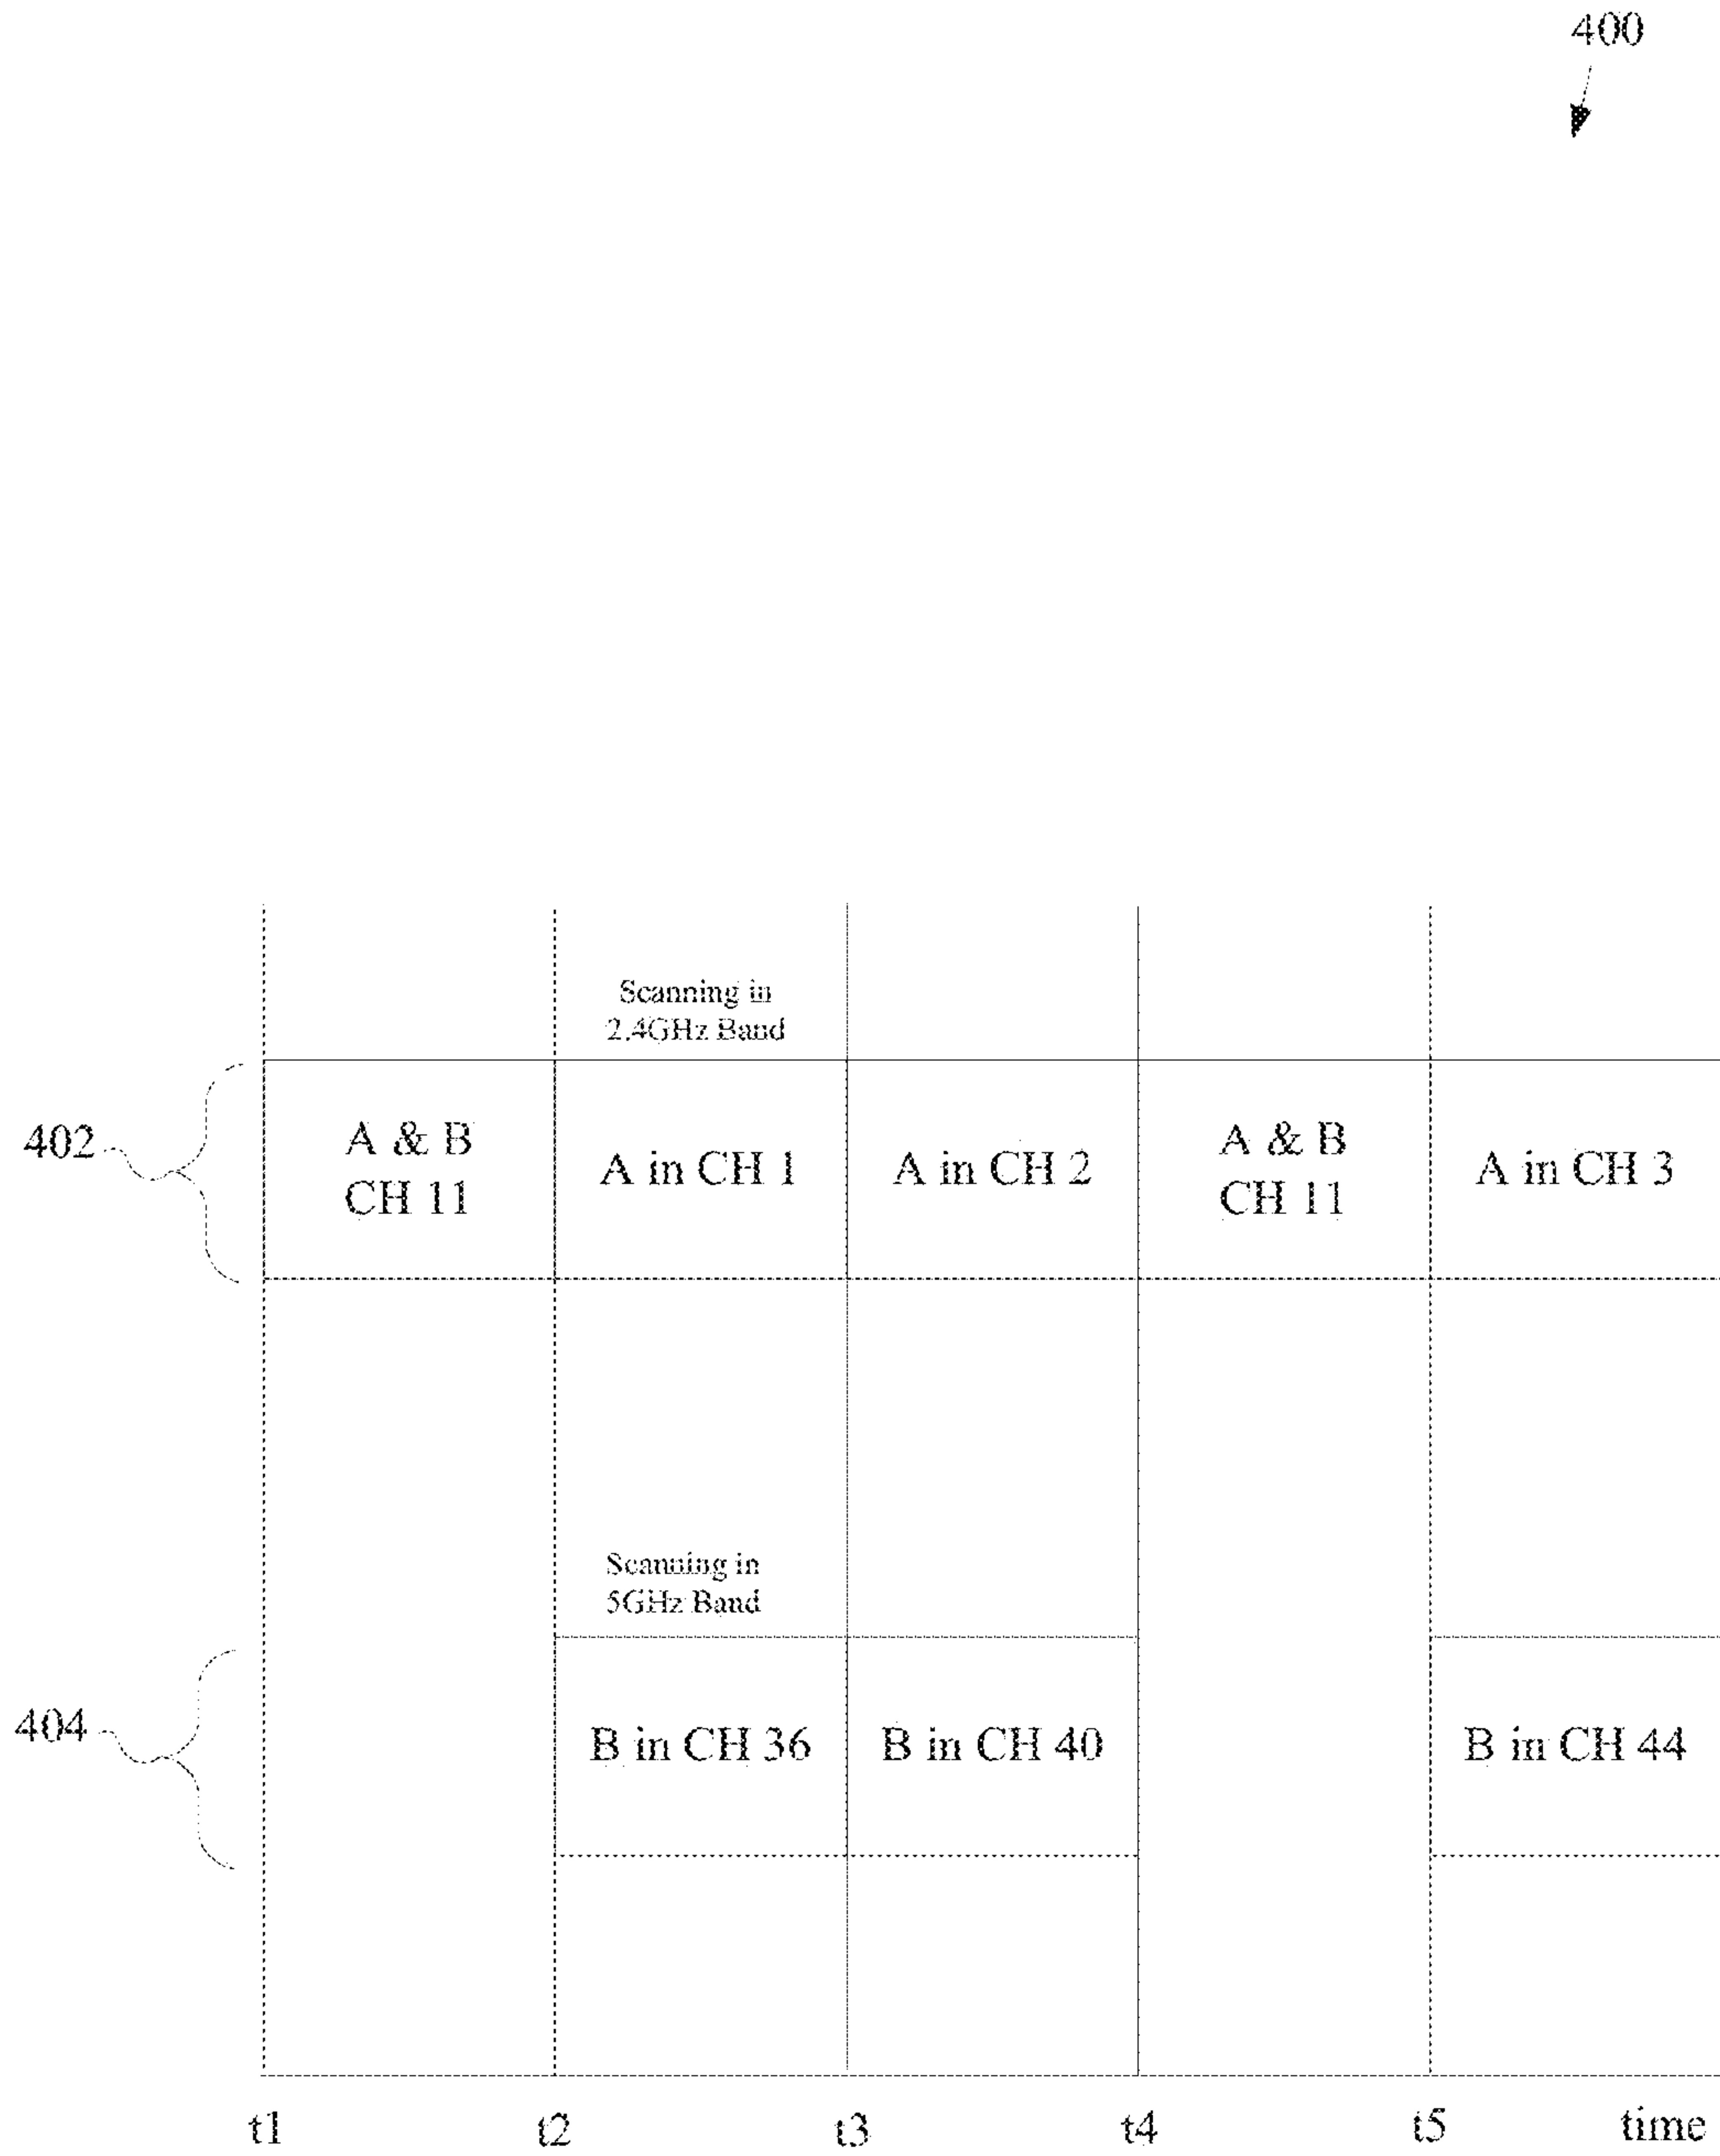 400
Scanning in
2.4GHz Band
402
A & B
CH 11
A in CH 1
A in CH 2
A & B
CH 11
A in CH 3
Scanning in
5GHz Band
404
B in CH 36
B in CH 40
B in CH 44
t1
t2
t3
t4
t5
time